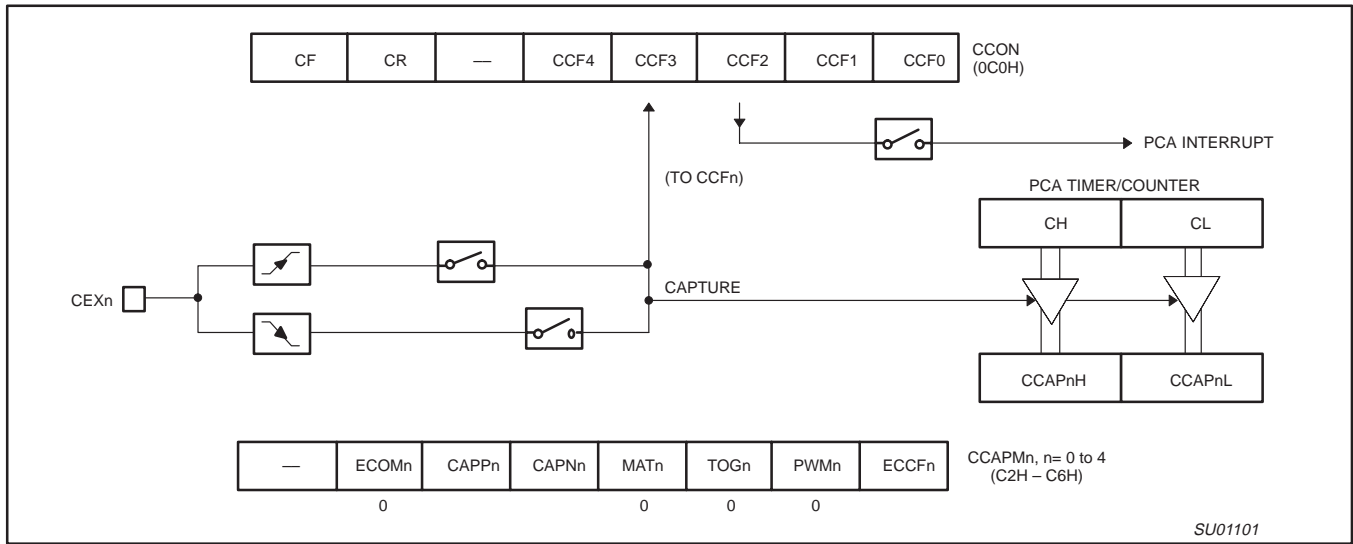 CF CR — CCF4 CCF3 CCF2 CCF1 CCF0
CCON
(0C0H)
PCA INTERRUPT
(TO CCFn)
PCA TIMER/COUNTER
CH CL
CEXn
CAPTURE
CCAPnH CCAPnL
— ECOMn CAPPn CAPNn MATn TOGn PWMn ECCFn
CCAPMn, n= 0 to 4
(C2H – C6H)
0 0 0 0
SU01101